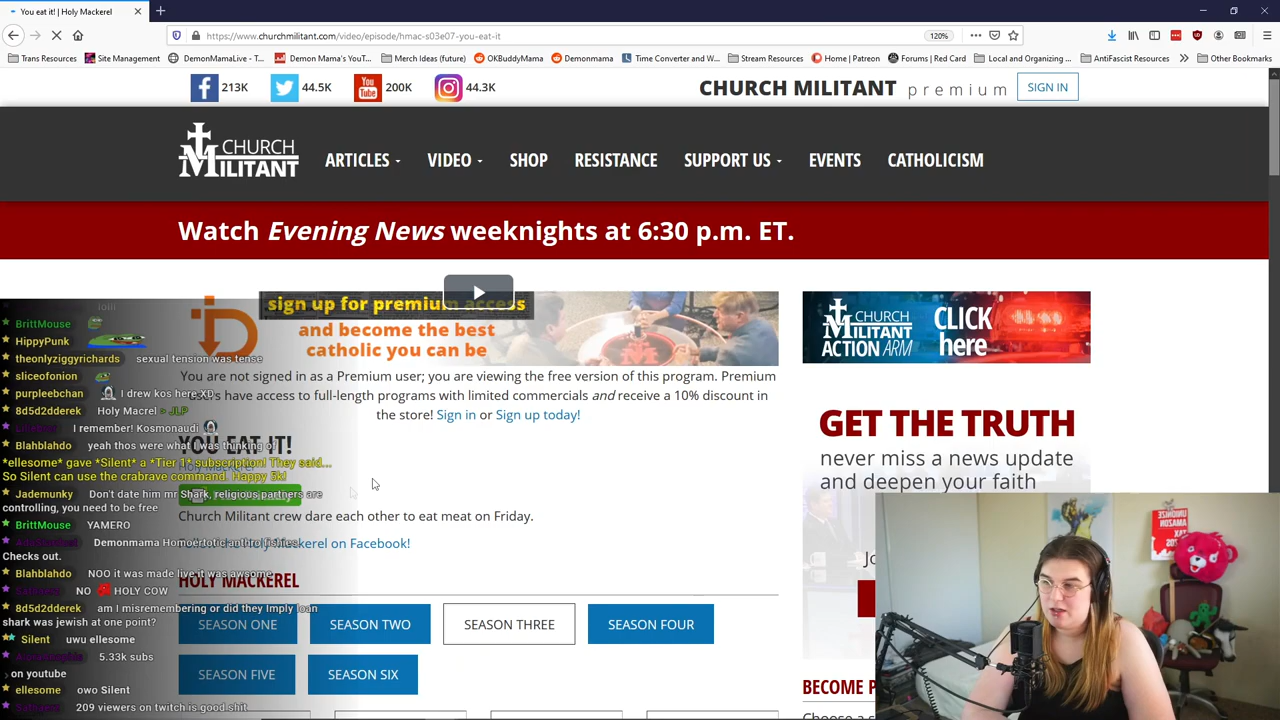 You eat it! | Holy Mackerel
https://www.churchmilitant.com/video/episode/hmac-s03e07-you-eat-it
120%
Trans Resources
Site Management
DemonMamaLive - T...
Demon Mama's YouT...
Merch Ideas (future)
OKBuddyMama
Demonmama
Time Converter and W...
Stream Resources
Home | Patreon
Forums | Red Card
Local and Organizing ...
AntiFascist Resources
Other Bookmarks
213K
44.5K
You Tube
200K
44.3K
CHURCH MILITANT premium
SIGN IN
CHURCH MILITANT
ARTICLES
VIDEO
SHOP
RESISTANCE
SUPPORT US
EVENTS
CATHOLICISM
Watch Evening News weeknights at 6:30 p.m. ET.
sign up for premium access
and become the best
catholic you can be
CHURCH
MILITANT
ACTION ARM
CLICK
here
You are not signed in as a Premium user; you are viewing the free version of this program. Premium
have access to full-length programs with limited commercials and receive a 10% discount in
the store! Sign in or Sign up today!
YOU EAT IT!
Church Militant crew dare each other to eat meat on Friday.
Mackerel on Facebook!
HOLY MACKEREL
SEASON ONE
SEASON TWO
SEASON THREE
SEASON FOUR
SEASON FIVE
SEASON SIX
GET THE TRUTH
never miss a news update
and deepen your faith
BECOME P
Choose a s
BrittMouse
HippyPunk
theonlyziggyrichards sexual tension was tense
sliceofonion
purpleebchan I drew kos here XD
8d5d2dderek Holy Macrel > JLP
I remember! Kosmonaudi
Blahblahdo yeah thos were what I was thinking of
*ellesome* gave *Silent* a *Tier 1* subscription! They said...
So Silent can use the crabrave command. Happy 5k!
Jademunky Don't date him mr Shark, religious partners are
controlling, you need to be free
BrittMouse YAMERO
Demonmama Homoerotic
Checks out.
Blahblahdo NOO it was made live it was awsome
NO HOLY COW
8d5d2dderek am I misremembering or did they Imply loan
shark was jewish at one point?
Silent uwu ellesome
5.33k subs
on youtube
ellesome owo Silent
209 viewers on twitch is good shit
UNIONIZE
AMAZON